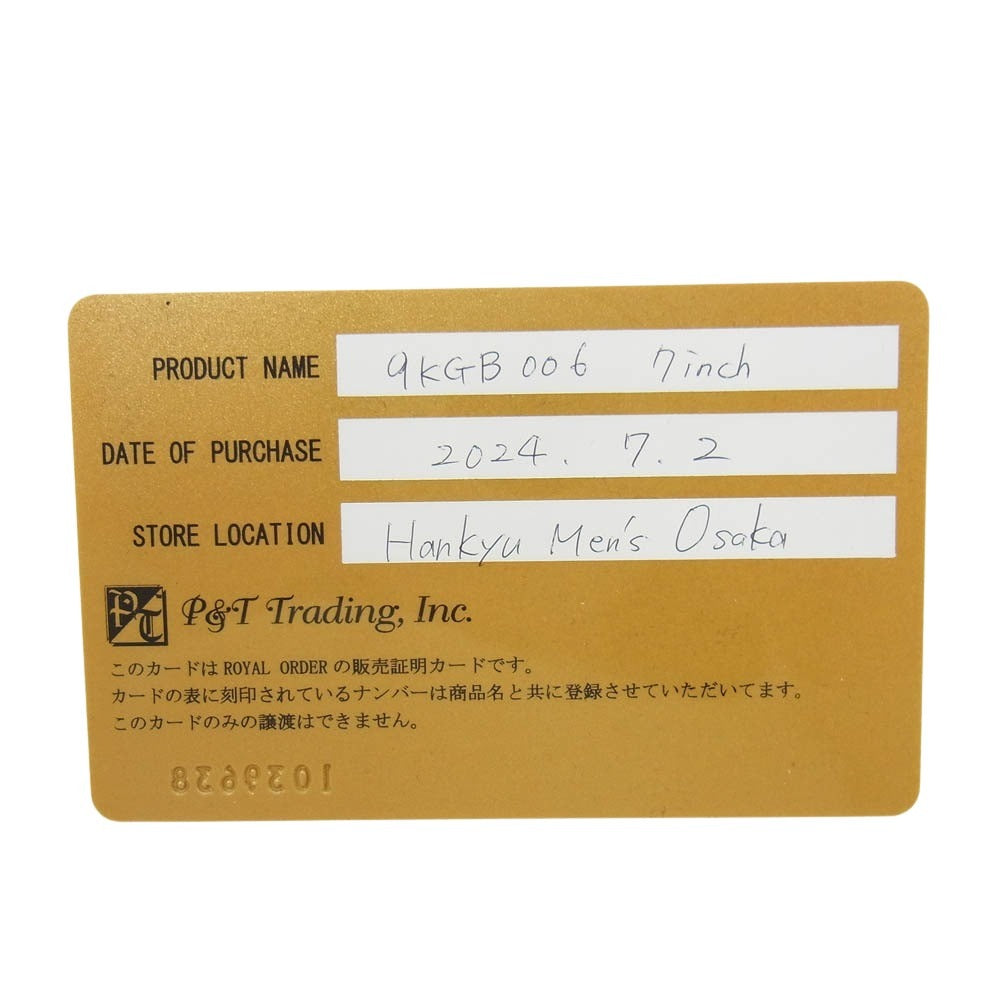 PRODUCT NAME 9KGB 006 7inch
DATE OF PURCHASE 2024. 7. 2
STORE LOCATION Hankyu Men's Osaka
PT P&T Trading, Inc.
このカードは ROYAL ORDER の販売証明カードです。
カードの表に刻印されているナンバーは商品名と共に登録させていただいてます。
このカードのみの譲渡はできません。
1039638